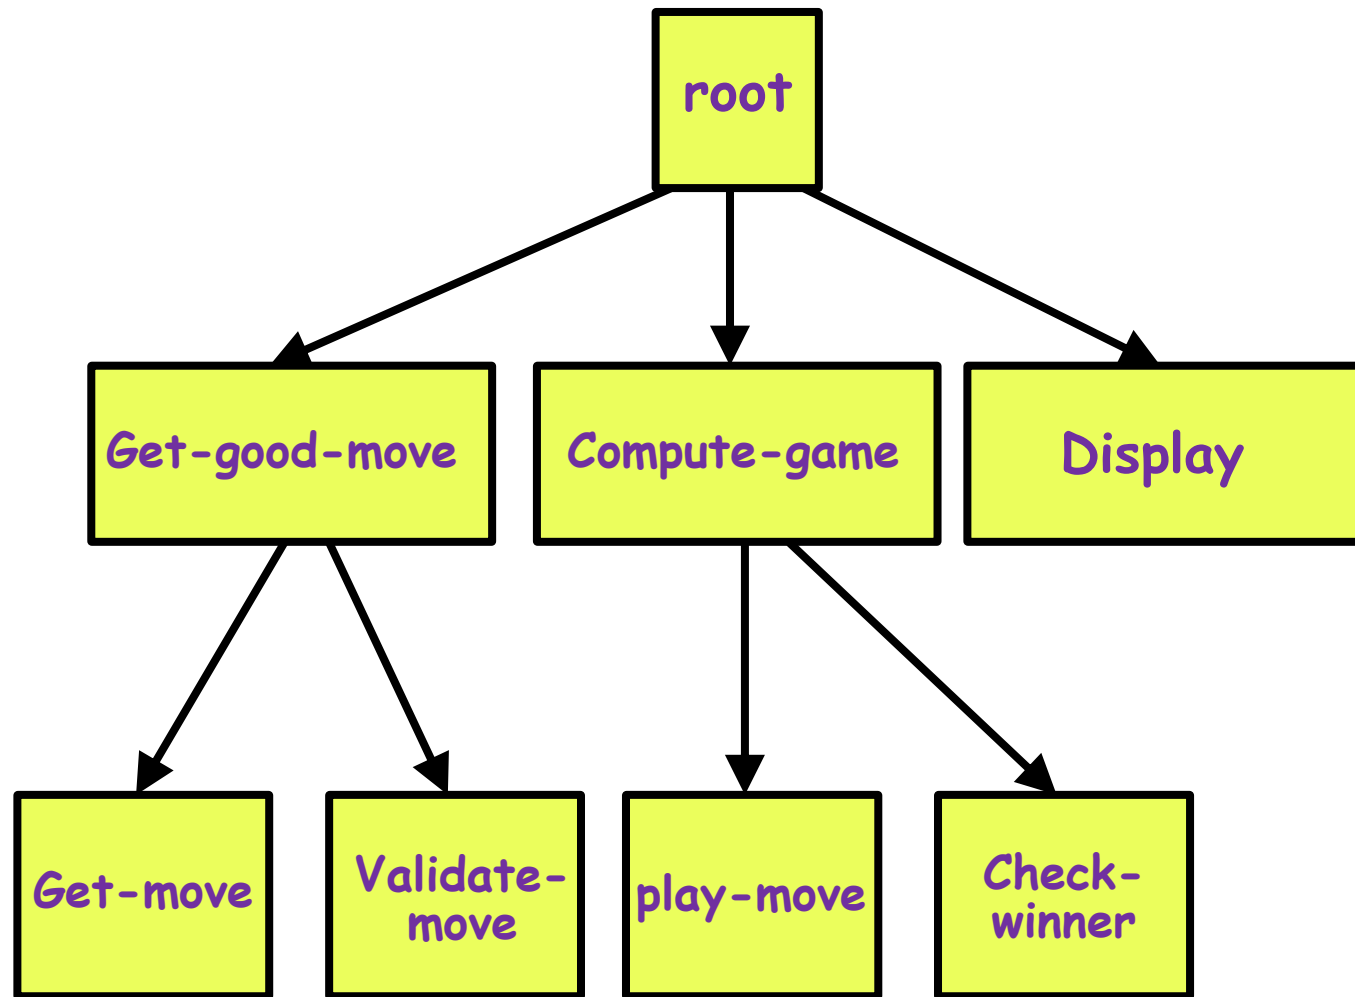 root
Get-good-move
Compute-game
Display
Get-move
Validate-
move
play-move
Check-
winner